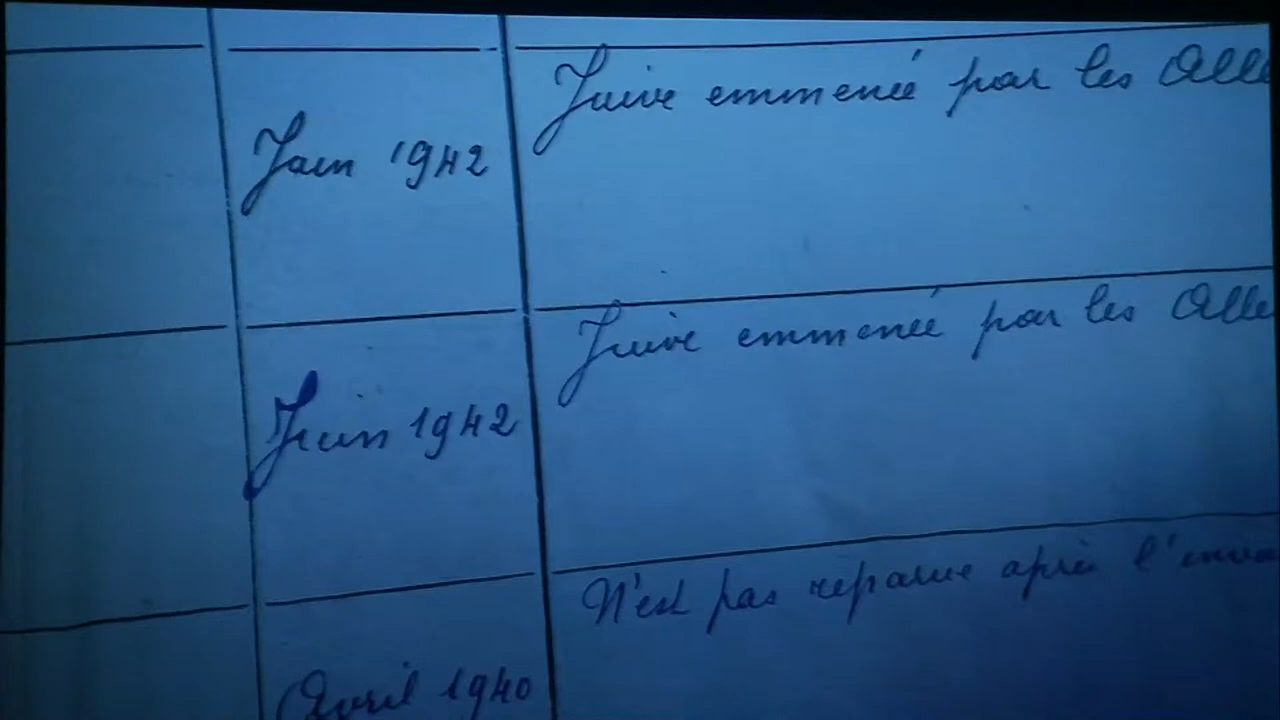 Juive emmenée par les Alle
Juin 1942
Juive emmenée par les Alle
Juin 1942
N'est pas reparue après l'inva
Avril 1940